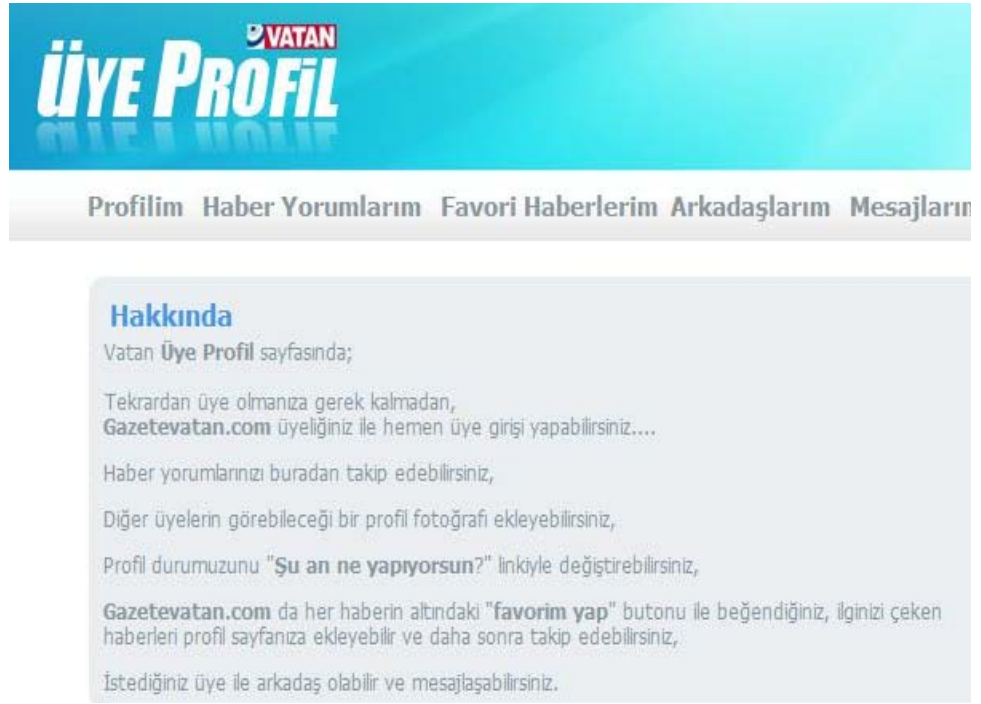 VATAN
ÜYE PROFİL
Profilim Haber Yorumlarım Favori Haberlerim Arkadaşlarım
Hakkında
Vatan Üye Profil sayfasında;
Tekrardan üye olmanıza gerek kalmadan,
Gazetevatan.com üyeliğiniz ile hemen üye girişi yapabilirsiniz....
Haber yorumlarınızı buradan takip edebilirsiniz,
Diğer üyelerin görebileceği bir profil fotoğrafı ekleyebilirsiniz,
Profil durumuzunu "Şu an ne yapıyorsun?" linkiyle değiştirebilirsiniz,
Gazetevatan.com da her haberin altındaki "favorim yap" butonu ile beğendiğiniz, ilginizi çeken
haberleri profil sayfanıza ekleyebilir ve daha sonra takip edebilirsiniz,
İstediğiniz üye ile arkadaş olabilir ve mesajlaşabilirsiniz.